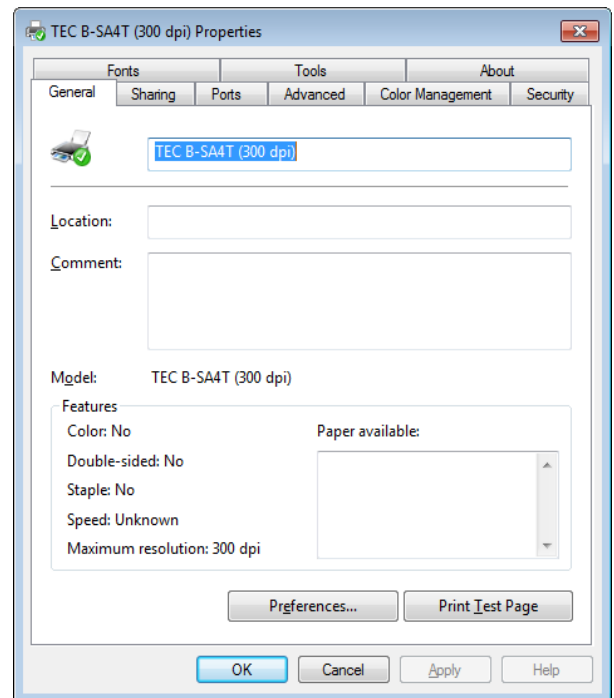 TEC B-SA4T (300 dpi) Properties
Fonts Tools About
General Sharing Ports Advanced Color Management Security
TEC B-SA4T (300 dpi)
Location:
Comment:
Model: TEC B-SA4T (300 dpi)
Features
Color: No Paper available:
Double-sided: No
Staple: No
Speed: Unknown
Maximum resolution: 300 dpi
Preferences... Print Test Page
OK Cancel Apply Help